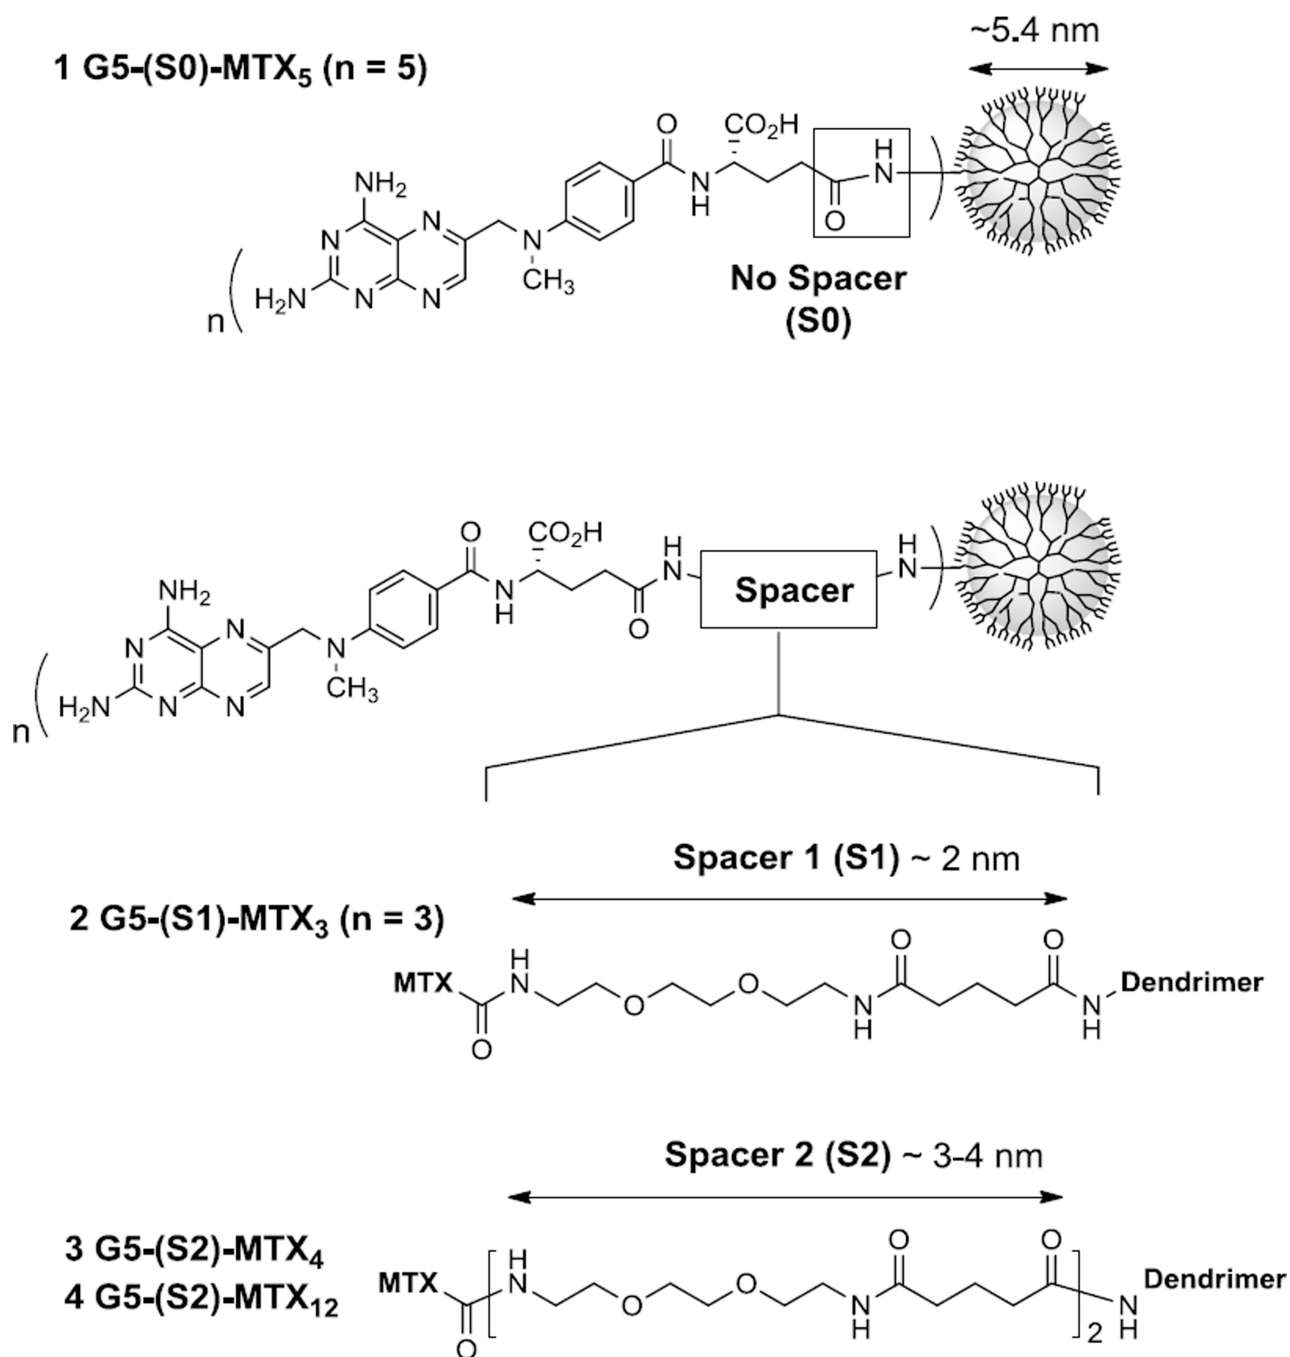 ~5.4 nm
1 G5-(S0)-MTX5 (n = 5)
O
CO2H
H
N
N
H
O
NH2
N
N
N
CH3
H2N
N
N
n
No Spacer
(S0)
O
CO2H
H
N
H
N
Spacer
N
H
O
NH2
N
N
N
CH3
H2N
N
N
n
Spacer 1 (S1) ~ 2 nm
2 G5-(S1)-MTX3 (n = 3)
O
O
H
MTX
N
O
Dendrimer
O
N
H
N
H
O
Spacer 2 (S2) ~ 3-4 nm
3 G5-(S2)-MTX4
4 G5-(S2)-MTX12
O
O
H
MTX
N
O
Dendrimer
O
N
H
2
N
H
O